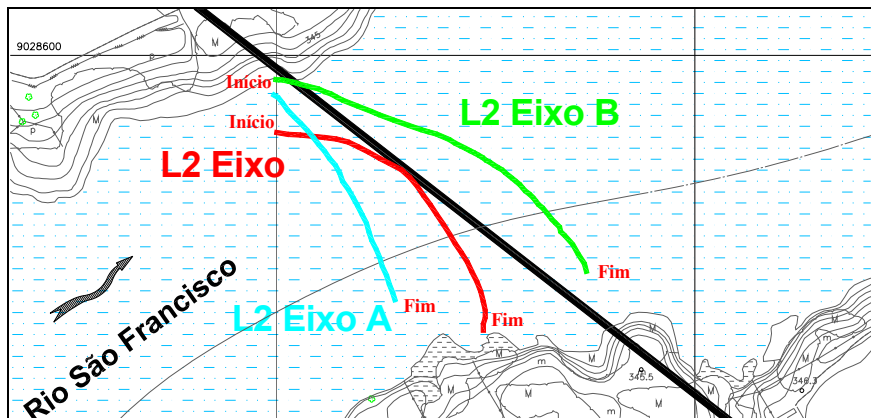 9028600
345
M
p
Início
L2 Eixo B
M
p
Início
L2 Eixo
Fim
Fim
L2 Eixo A
Fim
Rio São Francisco
M
M
M
M
m
m
345.5
346.3
M
M
m
m